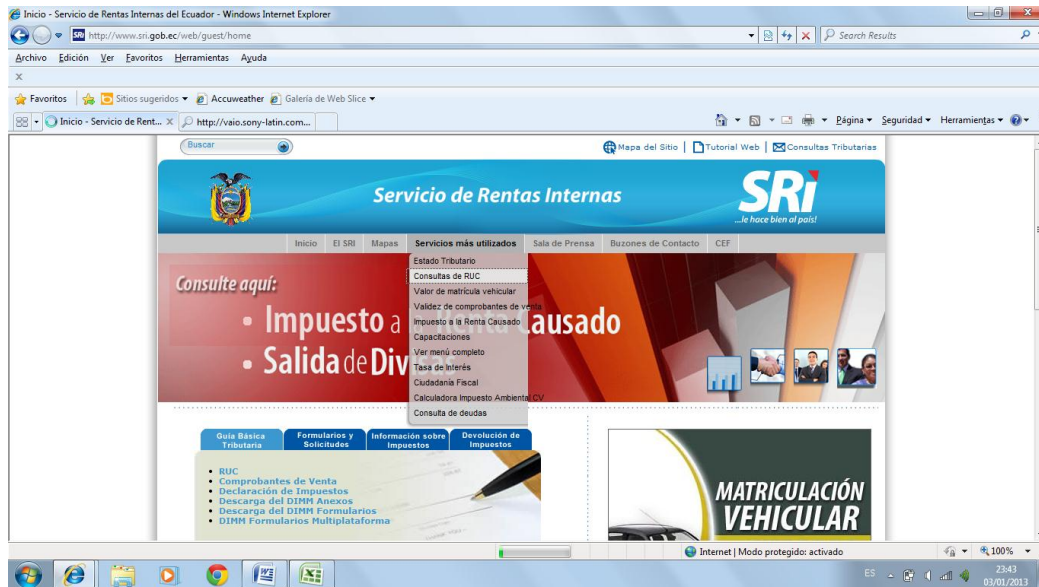 Inicio - Servicio de Rentas Internas del Ecuador - Windows Internet Explorer
SRi http://www.sri.gob.ec/web/guest/home
Search Results
Archivo Edición Ver Favoritos Herramientas Ayuda
x
Favoritos Sitios sugeridos Accuweather Galería de Web Slice
Inicio - Servicio de Rent... x http://vaio.sony-latin.com... Página Seguridad Herramientas
Buscar Mapa del Sitio | Tutorial Web | Consultas Tributarias
Servicio de Rentas Internas
SRi
...le hace bien al país!
Inicio El SRI Mapas Servicios más utilizados Sala de Prensa Buzones de Contacto CEF
Estado Tributario
Consultas de RUC
Valor de matrícula vehicular
Validez de comprobantes de venta
Impuesto a la Renta Causado
Capacitaciones
Ver menú completo
Tasa de Interés
Ciudadanía Fiscal
Calculadora Impuesto Ambiental CV
Consulta de deudas
Consulte aquí:
• Impuesto a la Renta Causado
• Salida de Divisas
Guía Básica Tributaria
Formularios y Solicitudes
Información sobre Impuestos
Devolución de Impuestos
• RUC
• Comprobantes de Venta
• Declaración de Impuestos
• Descarga del DIMM Anexos
• Descarga del DIMM Formularios
• DIMM Formularios Multiplataforma
MATRICULACIÓN
VEHICULAR
Internet | Modo protegido: activado 100%
ES 23:43
03/01/2013